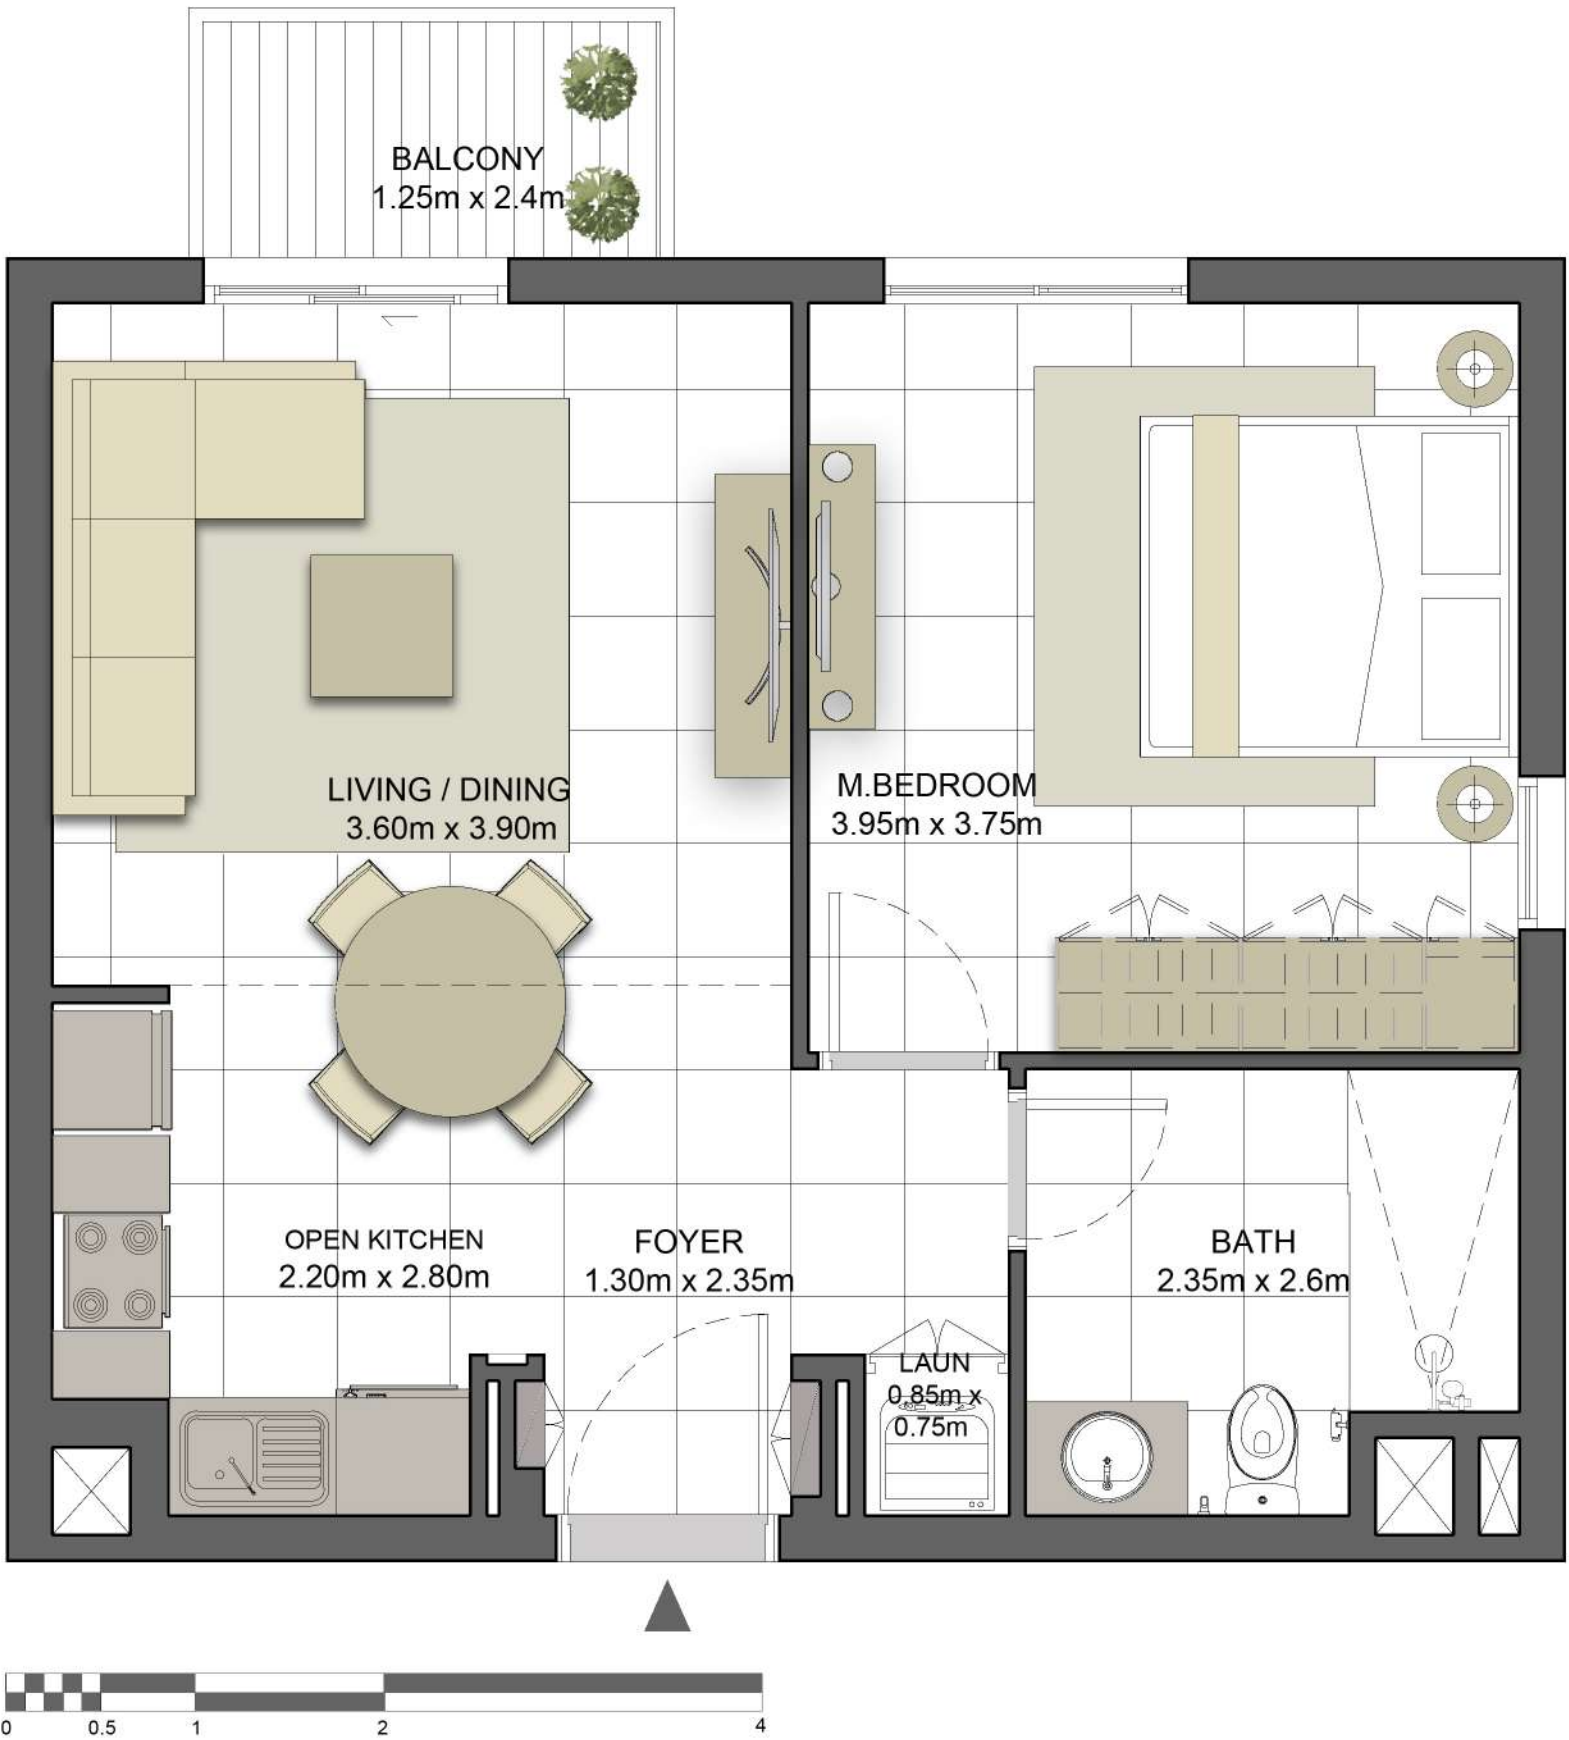 BALCONY
1.25m x 2.4m
LIVING / DINING
3.60m x 3.90m
M.BEDROOM
3.95m x 3.75m
OPEN KITCHEN
2.20m x 2.80m
FOYER
1.30m x 2.35m
BATH
2.35m x 2.6m
LAUN
0.85m x
0.75m
0 0.5 1 2 4